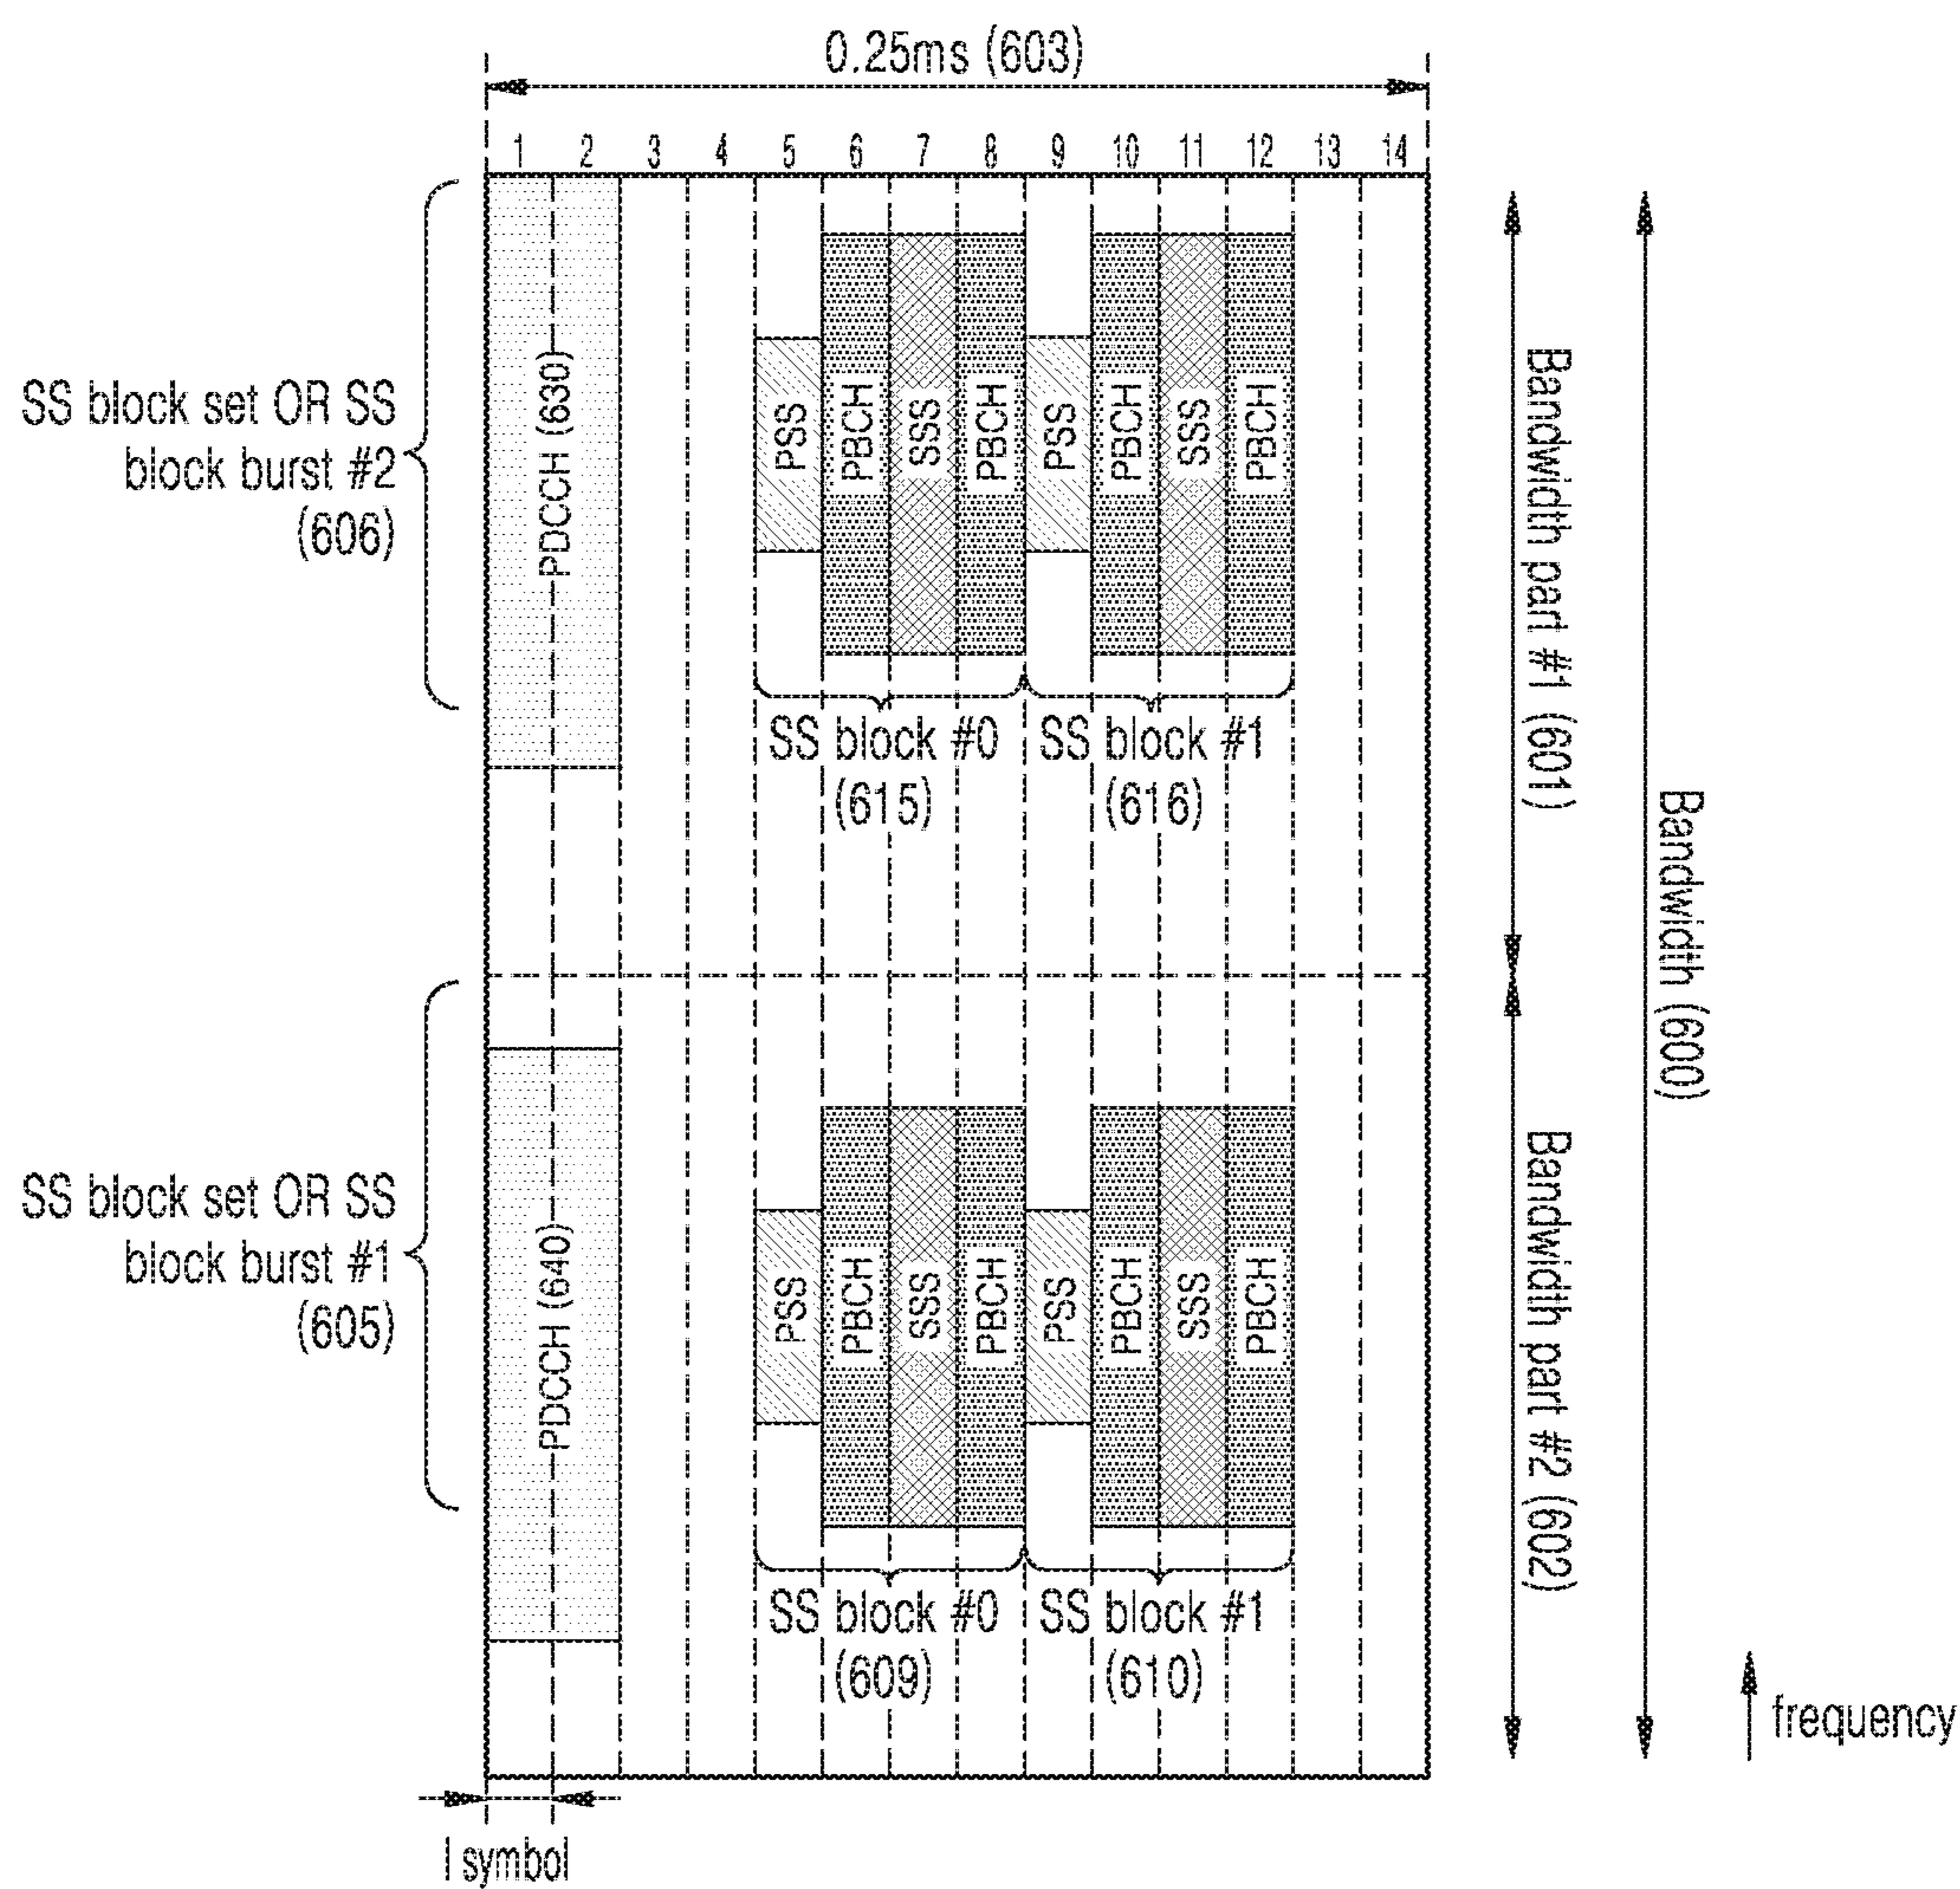 0.25ms (603)
1 2 3 4 5 6 7 8 9 10 11 12 13 14
SS block set OR SS
block burst #2
(606)
PDCCH (630)
PSS
PBCH
SSS
PBCH
PSS
PBCH
SSS
PBCH
SS block #0
(615)
SS block #1
(616)
Bandwidth part #1 (601)
Bandwidth (600)
SS block set OR SS
block burst #1
(605)
PDCCH (640)
PSS
PBCH
SSS
PBCH
PSS
PBCH
SSS
PBCH
SS block #0
(609)
SS block #1
(610)
Bandwidth part #2 (602)
frequency
l symbol